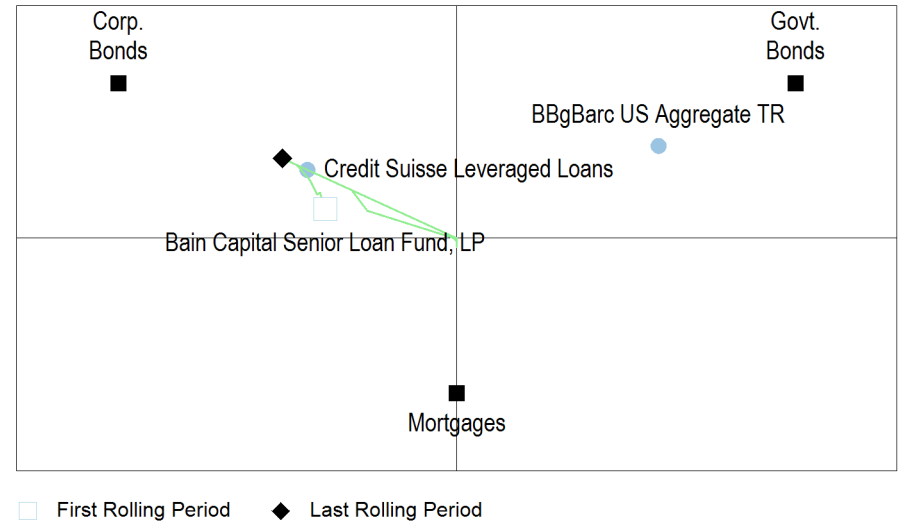 Corp.
Bonds
Govt.
Bonds
BBgBarc US Aggregate TR
Credit Suisse Leveraged Loans
Bain Capital Senior Loan Fund, LP
Mortgages
First Rolling Period
Last Rolling Period